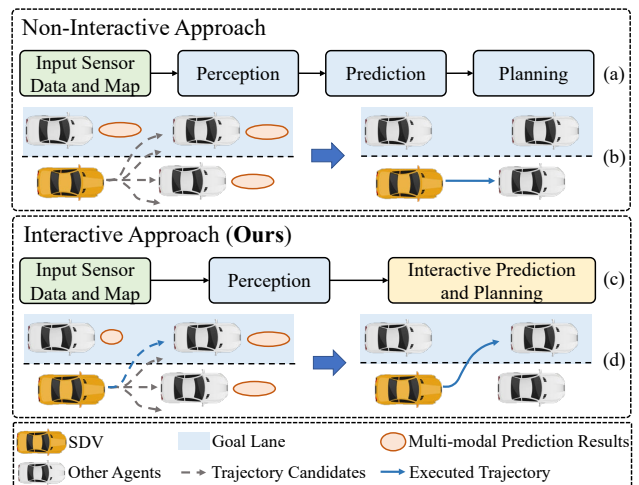 Non-Interactive Approach
Input Sensor
Data and Map
Perception
Prediction
Planning
(a)
(b)
Interactive Approach (Ours)
Input Sensor
Data and Map
Perception
Interactive Prediction
and Planning
(c)
(d)
SDV
Goal Lane
Multi-modal Prediction Results
Other Agents
Trajectory Candidates
Executed Trajectory